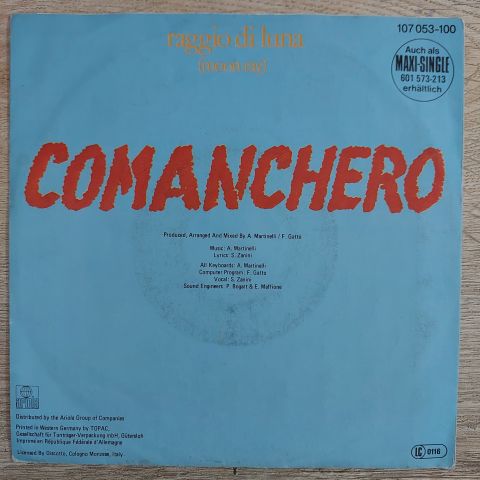 raggio di luna
(moon ray)
107 053-100
Auch als
MAXI-SINGLE
601 573-213
erhältlich
COMANCHERO
Produced, Arranged And Mixed By A. Martinelli / F. Gatto
Music: A. Martinelli
Lyrics: S. Zanini
All Keyboards: A. Martinelli
Computer Program: F. Gatto
Vocal: S. Zanini
Sound Engineers: P. Bogatt & E. Maffione
ariola
Distributed by the Ariola Group of Companies
Printed in Western Germany by TOPAC,
Gesellschaft für Tonträger-Verpackung mbH, Gütersloh
Imprimé en République Fédérale d'Allemagne
Licensed By Discotto, Cologno Monzese, Italy
LC 0116